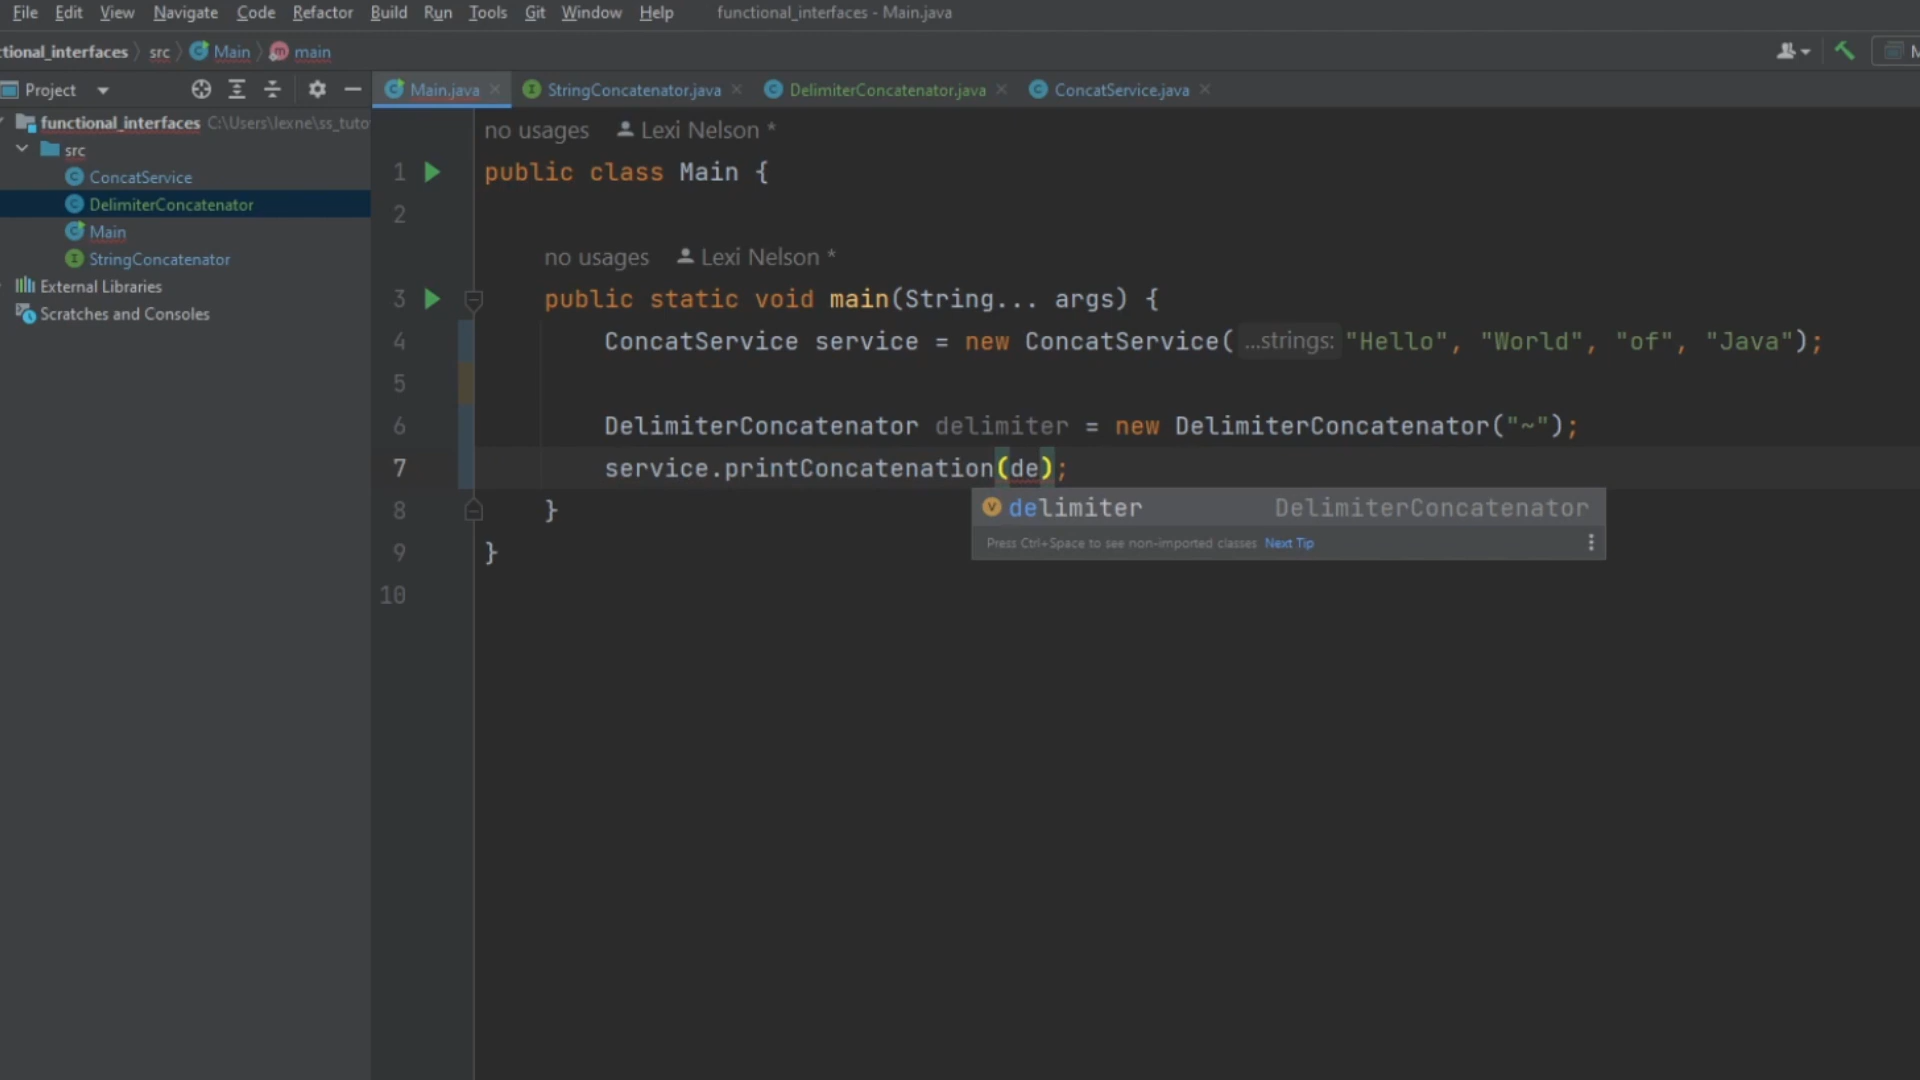 File Edit View Navigate Code Refactor Build Run Tools Git Window Help functional_interfaces - Main.java
ctional_interfaces src Main main
Project
Main.java StringConcatenator.java DelimiterConcatenator.java ConcatService.java
functional_interfaces C:\Users\lexne\ss_tuto
src
ConcatService
DelimiterConcatenator
Main
StringConcatenator
External Libraries
Scratches and Consoles
no usages Lexi Nelson *
1 public class Main {
2
no usages Lexi Nelson *
3 public static void main(String... args) {
4 ConcatService service = new ConcatService( ...strings: "Hello", "World", "of", "Java");
5
6 DelimiterConcatenator delimiter = new DelimiterConcatenator("~");
7 service.printConcatenation(de);
delimiter DelimiterConcatenator
Press Ctrl+Space to see non-imported classes Next Tip
8 }
9 }
10